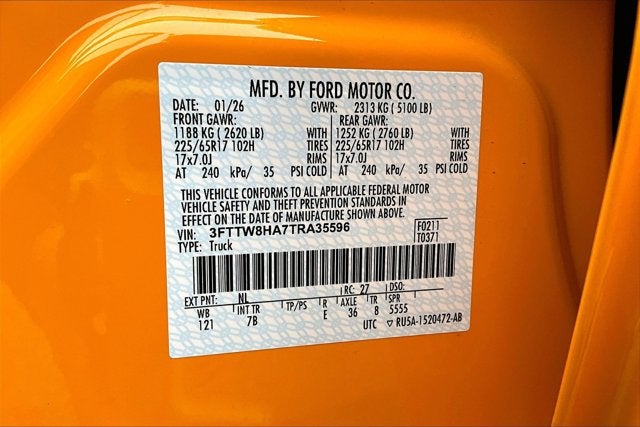 MFD. BY FORD MOTOR CO.
DATE: 01/26 GVWR: 2313 KG ( 5100 LB)
FRONT GAWR: REAR GAWR:
1188 KG ( 2620 LB) WITH 1252 KG ( 2760 LB) WITH
225/65R17 102H TIRES 225/65R17 102H TIRES
17x7.0J RIMS 17x7.0J RIMS
AT 240 kPa/ 35 PSI COLD AT 240 kPa/ 35 PSI COLD
THIS VEHICLE CONFORMS TO ALL APPLICABLE FEDERAL MOTOR
VEHICLE SAFETY AND THEFT PREVENTION STANDARDS IN
EFFECT ON THE DATE OF MANUFACTURE SHOWN ABOVE.
VIN: 3FTTW8HA7TRA35596 F0211
TYPE: Truck T0371
RC: 27 DSO:
EXT PNT: NL
WB INT TR TP/PS R AXLE TR SPR
121 7B E 36 8 5555
UTC ▽ RU5A-1520472-AB